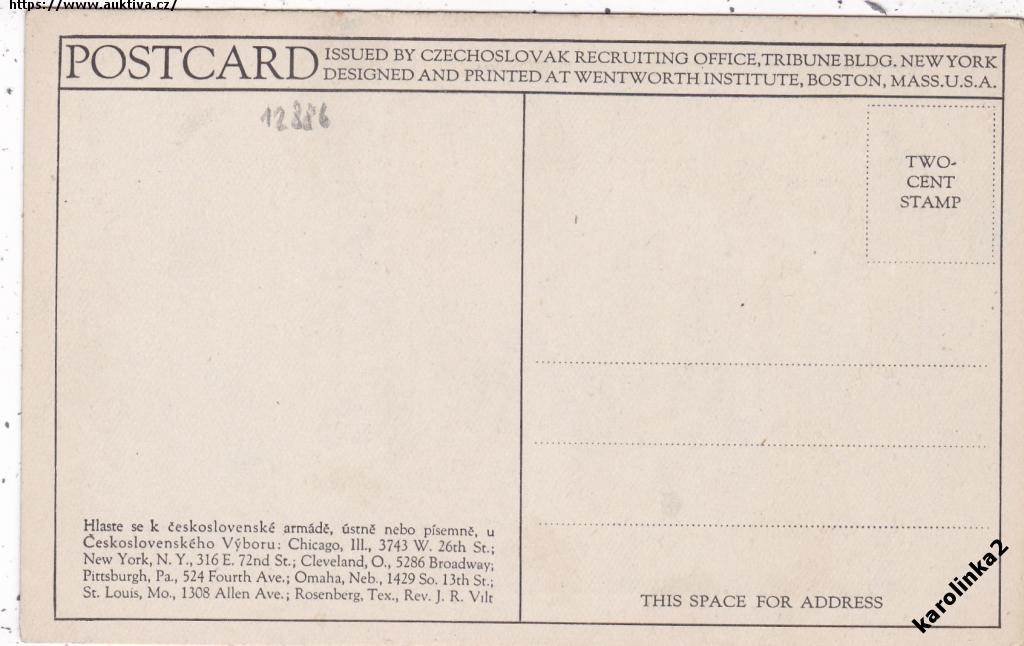 https://www.auktiva.cz/
POSTCARD
ISSUED BY CZECHOSLOVAK RECRUITING OFFICE, TRIBUNE BLDG. NEW YORK
DESIGNED AND PRINTED AT WENTWORTH INSTITUTE, BOSTON, MASS.U.S.A.
12886
TWO-
CENT
STAMP
Hlaste se k československé armádě, ústně nebo písemně, u
Československého Výboru: Chicago, Ill., 3743 W. 26th St.;
New York, N. Y., 316 E. 72nd St.; Cleveland, O., 5286 Broadway;
Pittsburgh, Pa., 524 Fourth Ave.; Omaha, Neb., 1429 So. 13th St.;
St. Louis, Mo., 1308 Allen Ave.; Rosenberg, Tex., Rev. J. R. Vilt
THIS SPACE FOR ADDRESS
karolinka2